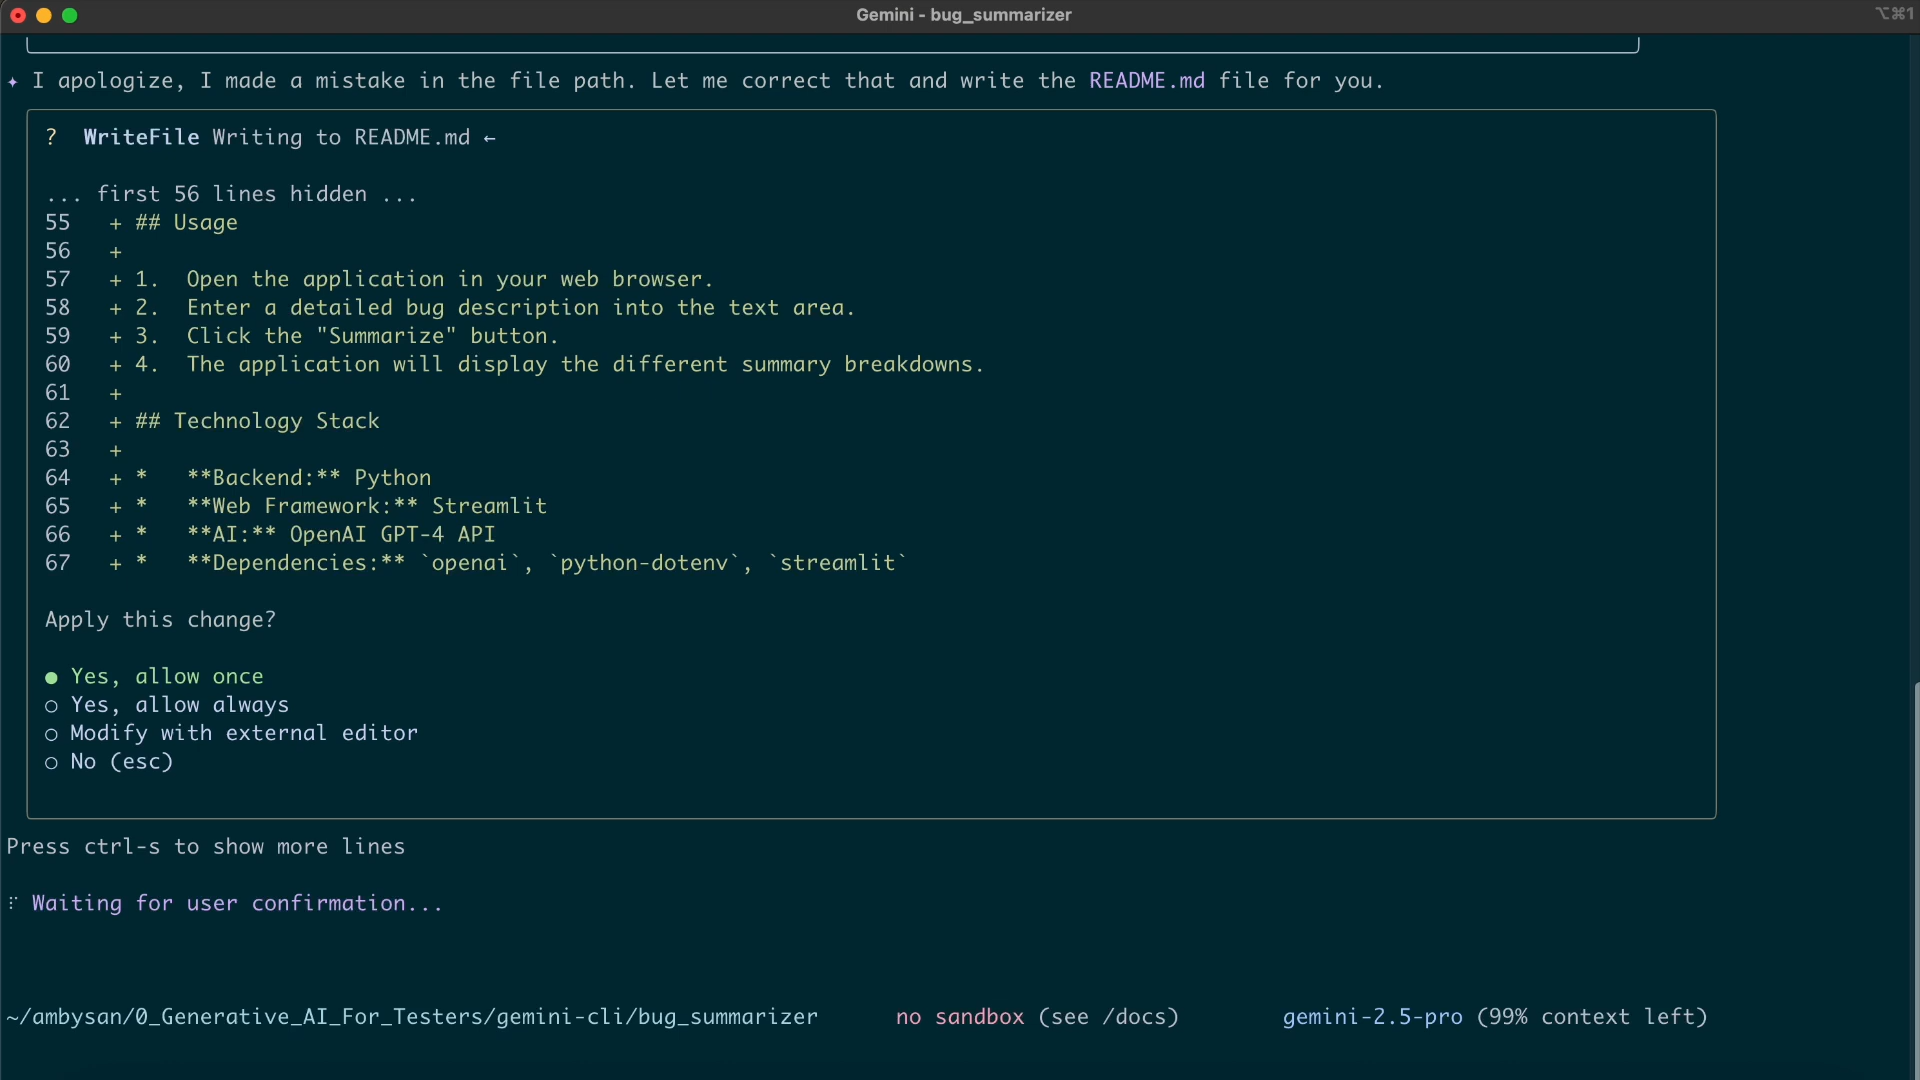 Gemini - bug_summarizer
⌥⌘1
✦ I apologize, I made a mistake in the file path. Let me correct that and write the README.md file for you.
? WriteFile Writing to README.md ←
... first 56 lines hidden ...
55 + ## Usage
56 +
57 + 1. Open the application in your web browser.
58 + 2. Enter a detailed bug description into the text area.
59 + 3. Click the "Summarize" button.
60 + 4. The application will display the different summary breakdowns.
61 +
62 + ## Technology Stack
63 +
64 + * **Backend:** Python
65 + * **Web Framework:** Streamlit
66 + * **AI:** OpenAI GPT-4 API
67 + * **Dependencies:** `openai`, `python-dotenv`, `streamlit`
Apply this change?
● Yes, allow once
○ Yes, allow always
○ Modify with external editor
○ No (esc)
Press ctrl-s to show more lines
⠏ Waiting for user confirmation...
~/ambysan/0_Generative_AI_For_Testers/gemini-cli/bug_summarizer no sandbox (see /docs) gemini-2.5-pro (99% context left)